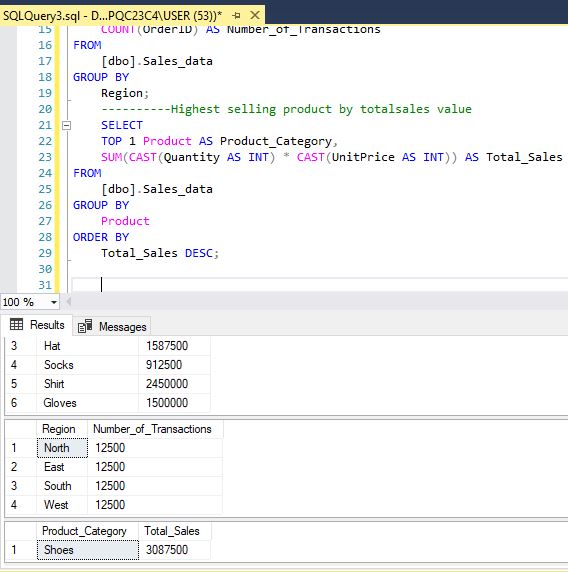 SQLQuery3.sql - D...PQC23C4\USER (53))*
15 COUNT(OrderID) AS Number_of_Transactions
16 FROM
17 [dbo].Sales_data
18 GROUP BY
19 Region;
20 ----------Highest selling product by totalsales value
21 SELECT
22 TOP 1 Product AS Product_Category,
23 SUM(CAST(Quantity AS INT) * CAST(UnitPrice AS INT)) AS Total_Sales
24 FROM
25 [dbo].Sales_data
26 GROUP BY
27 Product
28 ORDER BY
29 Total_Sales DESC;
30
31
100 %
Results Messages
3 Hat 1587500
4 Socks 912500
5 Shirt 2450000
6 Gloves 1500000
Region Number_of_Transactions
1 North 12500
2 East 12500
3 South 12500
4 West 12500
Product_Category Total_Sales
1 Shoes 3087500